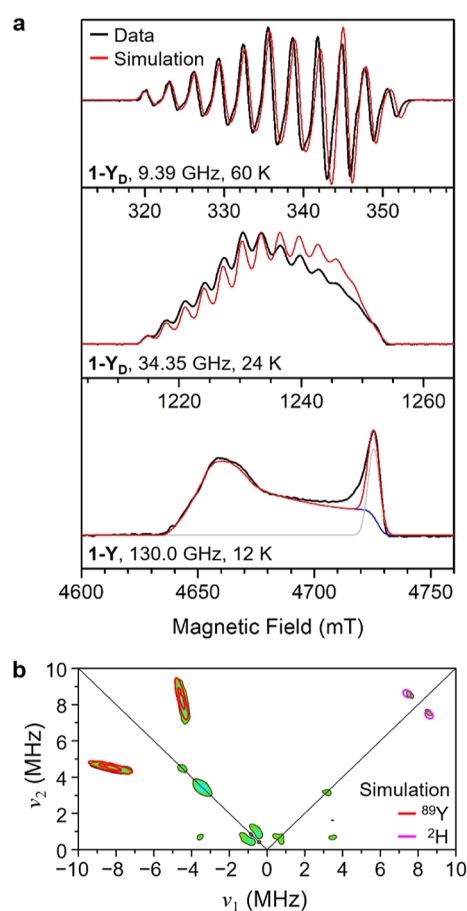 a
Data
Simulation
1-Y_D, 9.39 GHz, 60 K
320 330 340 350
1-Y_D, 34.35 GHz, 24 K
1220 1240 1260
1-Y, 130.0 GHz, 12 K
4600 4650 4700 4750
Magnetic Field (mT)
b
10
8
6
4
2
0
ν₂ (MHz)
Simulation
⁸⁹Y
²H
−10 −8 −6 −4 −2 0 2 4 6 8 10
ν₁ (MHz)